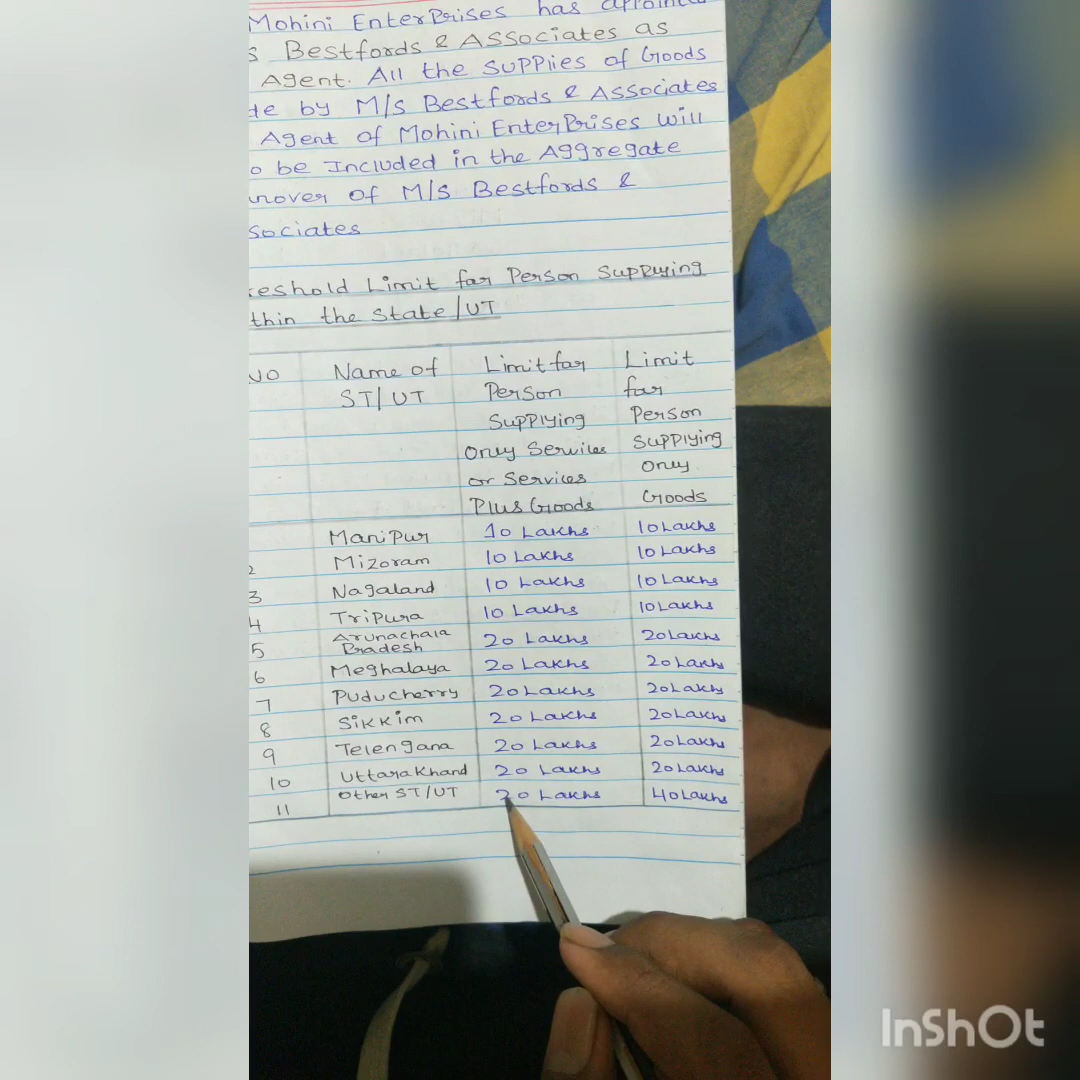 Mohini Enterprises has apointed
s Bestfords & Associates as
Agent. All the supplies of Goods
de by M/s Bestfords & Associates
Agent of Mohini Enterprises will
o be Included in the Aggregate
nover of M/s Bestfords &
sociates
reshold Limit for Person Supplying
thin the State/UT
NO Name of ST/UT Limit for Person Supplying Only Services or Services Plus Goods Limit for Person Supplying Only Goods
Manipur 10 Lakhs 10 Lakhs
2 Mizoram 10 Lakhs 10 Lakhs
3 Nagaland 10 Lakhs 10 Lakhs
4 Tripura 10 Lakhs 10 Lakhs
5 Arunachala Pradesh 20 Lakhs 20 Lakhs
6 Meghalaya 20 Lakhs 20 Lakhs
7 Puducherry 20 Lakhs 20 Lakhs
8 Sikkim 20 Lakhs 20 Lakhs
9 Telengana 20 Lakhs 20 Lakhs
10 Uttarakhand 20 Lakhs 20 Lakhs
11 Other ST/UT 20 Lakhs 40 Lakhs
InShOt